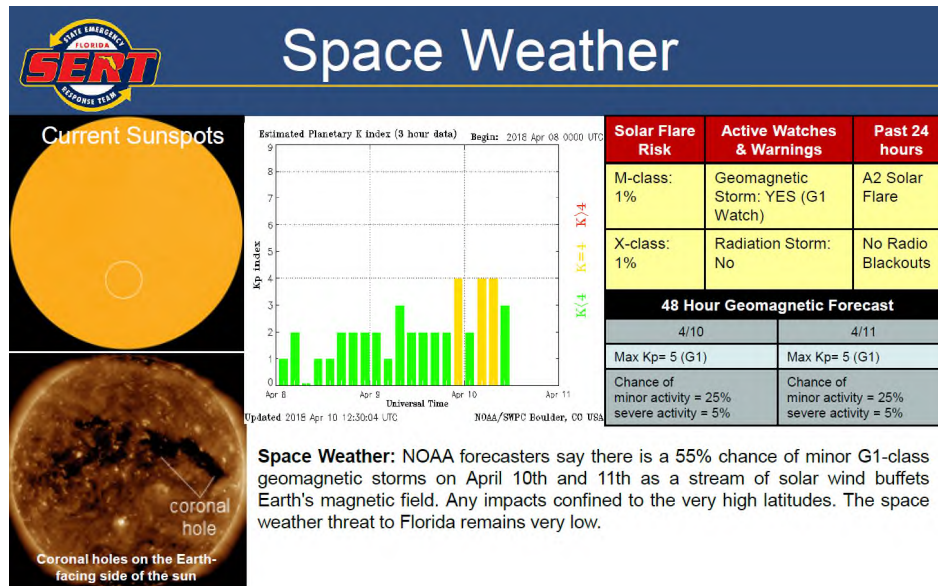 STATE EMERGENCY
FLORIDA
SERT
RESPONSE TEAM
Space Weather
Current Sunspots
Estimated Planetary K index (3 hour data)
Begin: 2018 Apr 08 0000 UTC
9
8
7
6
5
4
3
2
1
0
Kp index
Apr 8
Apr 9
Apr 10
Apr 11
Universal Time
K<4
K=4
K>4
Updated 2018 Apr 10 12:30:04 UTC
NOAA/SWPC Boulder, CO USA
Solar Flare Risk
Active Watches & Warnings
Past 24 hours
M-class: 1%
Geomagnetic Storm: YES (G1 Watch)
A2 Solar Flare
X-class: 1%
Radiation Storm: No
No Radio Blackouts
48 Hour Geomagnetic Forecast
4/10
4/11
Max Kp= 5 (G1)
Max Kp= 5 (G1)
Chance of
minor activity = 25%
severe activity = 5%
Chance of
minor activity = 25%
severe activity = 5%
coronal
hole
Coronal holes on the Earth-
facing side of the sun
Space Weather: NOAA forecasters say there is a 55% chance of minor G1-class
geomagnetic storms on April 10th and 11th as a stream of solar wind buffets
Earth's magnetic field. Any impacts confined to the very high latitudes. The space
weather threat to Florida remains very low.